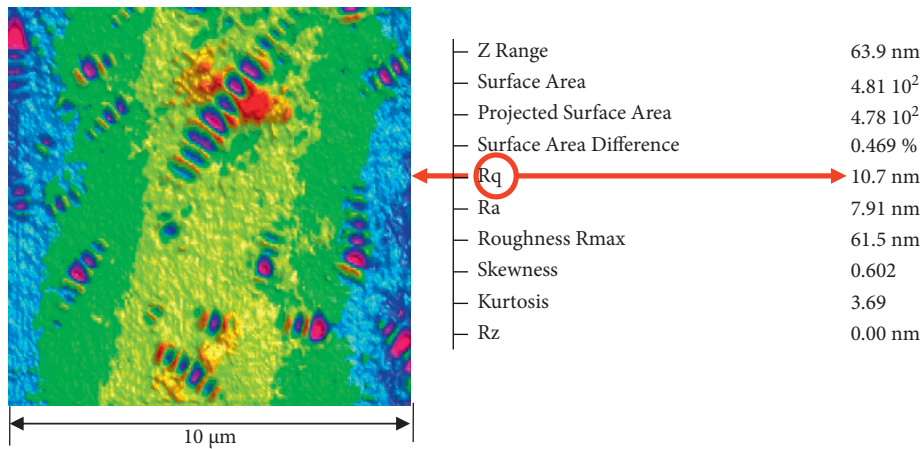 Z Range 63.9 nm
Surface Area 4.81 10²
Projected Surface Area 4.78 10²
Surface Area Difference 0.469 %
Rq 10.7 nm
Ra 7.91 nm
Roughness Rmax 61.5 nm
Skewness 0.602
Kurtosis 3.69
Rz 0.00 nm
10 μm